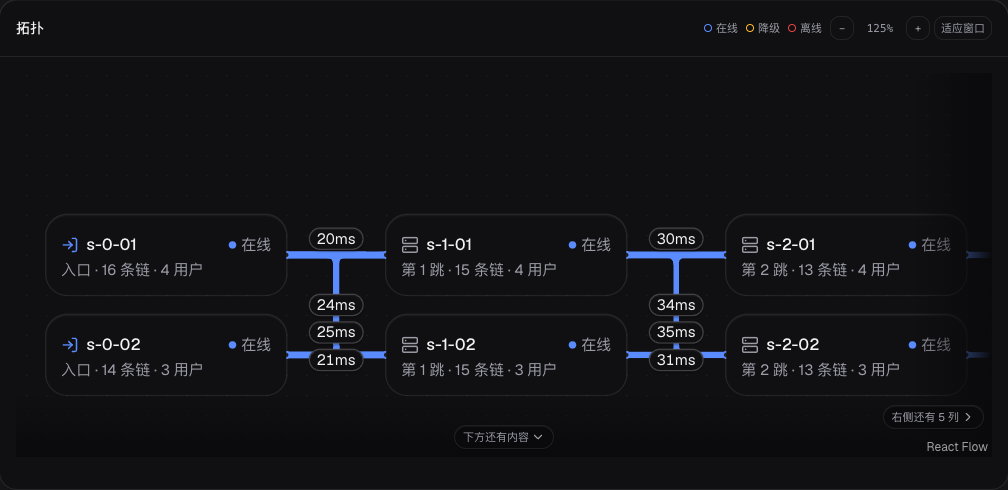 拓扑
在线 降级 离线 − 125% + 适应窗口
s-0-01 在线
入口 · 16 条链 · 4 用户
20ms
s-1-01 在线
第 1 跳 · 15 条链 · 4 用户
30ms
s-2-01 在线
第 2 跳 · 13 条链 · 4 用户
24ms
25ms
21ms
34ms
35ms
31ms
s-0-02 在线
入口 · 14 条链 · 3 用户
s-1-02 在线
第 1 跳 · 15 条链 · 3 用户
s-2-02 在线
第 2 跳 · 13 条链 · 3 用户
右侧还有 5 列
下方还有内容
React Flow